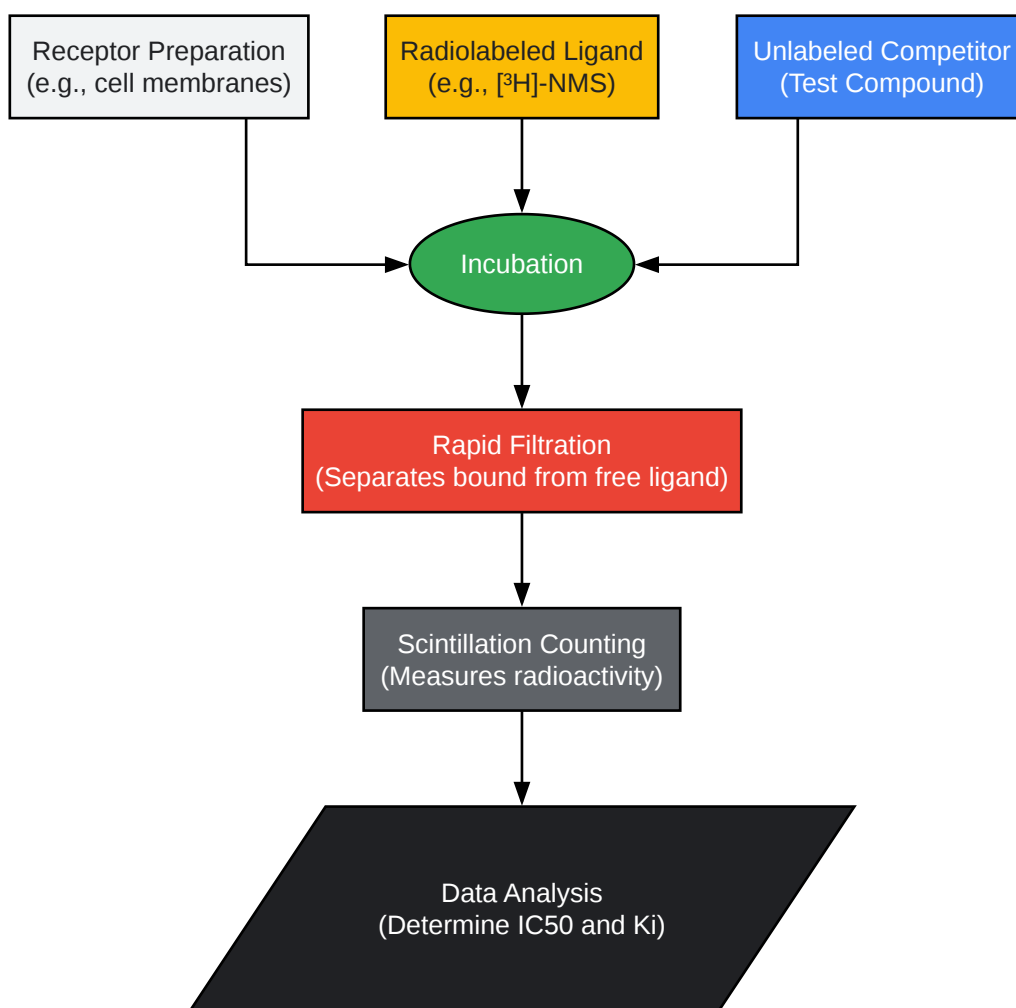 Receptor Preparation
(e.g., cell membranes)
Radiolabeled Ligand
(e.g., [³H]-NMS)
Unlabeled Competitor
(Test Compound)
Incubation
Rapid Filtration
(Separates bound from free ligand)
Scintillation Counting
(Measures radioactivity)
Data Analysis
(Determine IC50 and Ki)